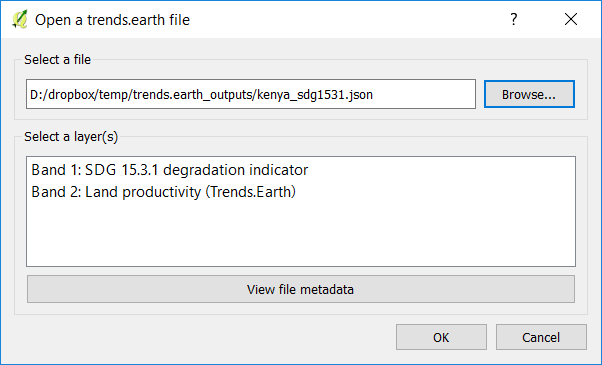 Open a trends.earth file
?
Select a file
D:/dropbox/temp/trends.earth_outputs/kenya_sdg1531.json
Browse...
Select a layer(s)
Band 1: SDG 15.3.1 degradation indicator
Band 2: Land productivity (Trends.Earth)
View file metadata
OK
Cancel